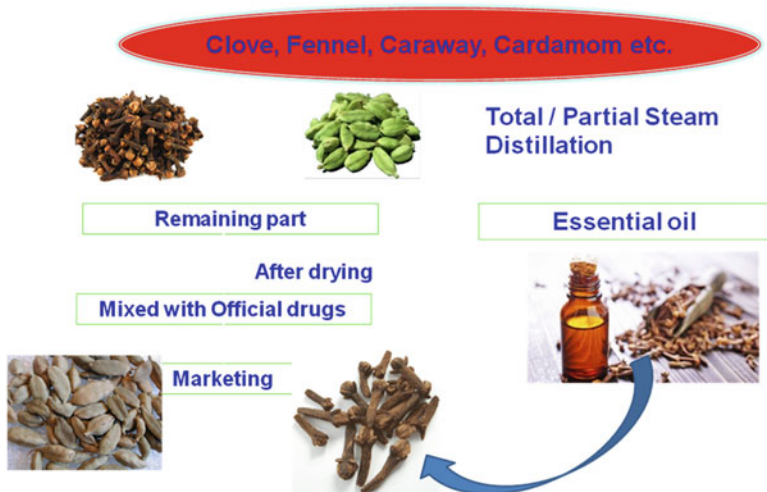 Clove, Fennel, Caraway, Cardamom etc.
Total / Partial Steam
Distillation
Remaining part
Essential oil
After drying
Mixed with Official drugs
Marketing